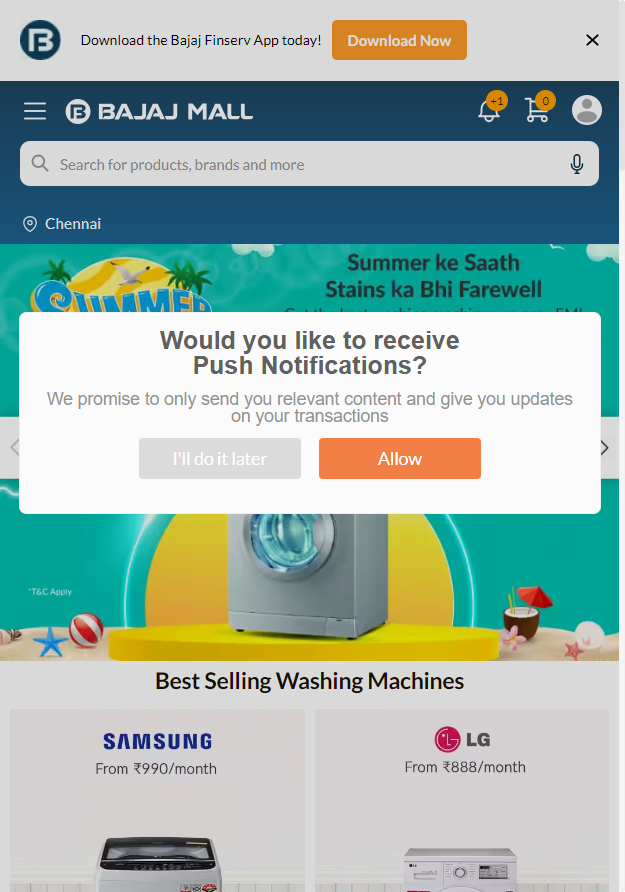 Download the Bajaj Finserv App today!
Download Now
BAJAJ MALL
+1
0
Search for products, brands and more
Chennai
SUMMER
Summer ke Saath
Stains ka Bhi Farewell
Would you like to receive
Push Notifications?
We promise to only send you relevant content and give you updates
on your transactions
I'll do it later
Allow
*T&C Apply
Best Selling Washing Machines
SAMSUNG
From ₹990/month
LG
From ₹888/month